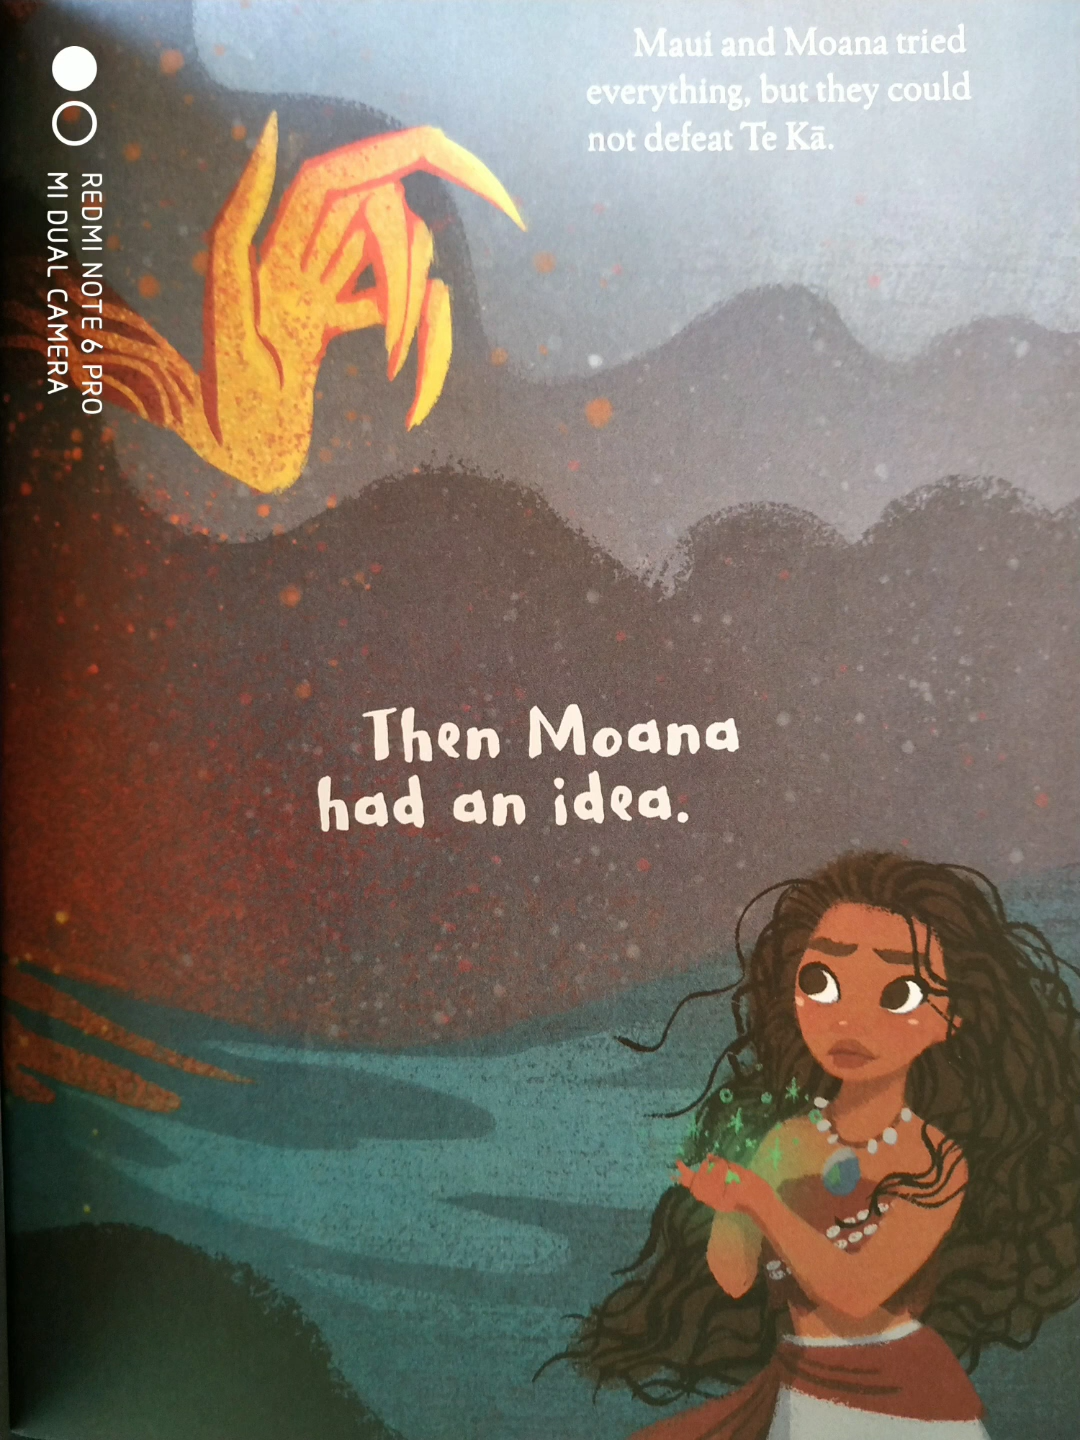 Maui and Moana tried
everything, but they could
not defeat Te Kā.
Then Moana
had an idea.
REDMI NOTE 6 PRO
MI DUAL CAMERA